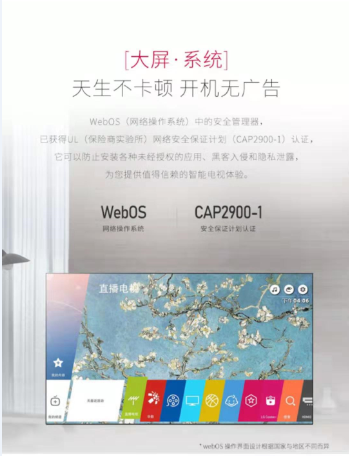 [大屏·系统]
天生不卡顿 开机无广告
WebOS（网络操作系统）中的安全管理器，
已获得UL（保险商实验所）网络安全保证计划（CAP2900-1）认证，
它可以防止安装各种未经授权的应用、黑客入侵和隐私泄露，
为您提供值得信赖的智能电视体验。
WebOS CAP2900-1
网络操作系统 安全保证计划认证
直播电
* webOS 操作界面设计根据国家与地区不同而异